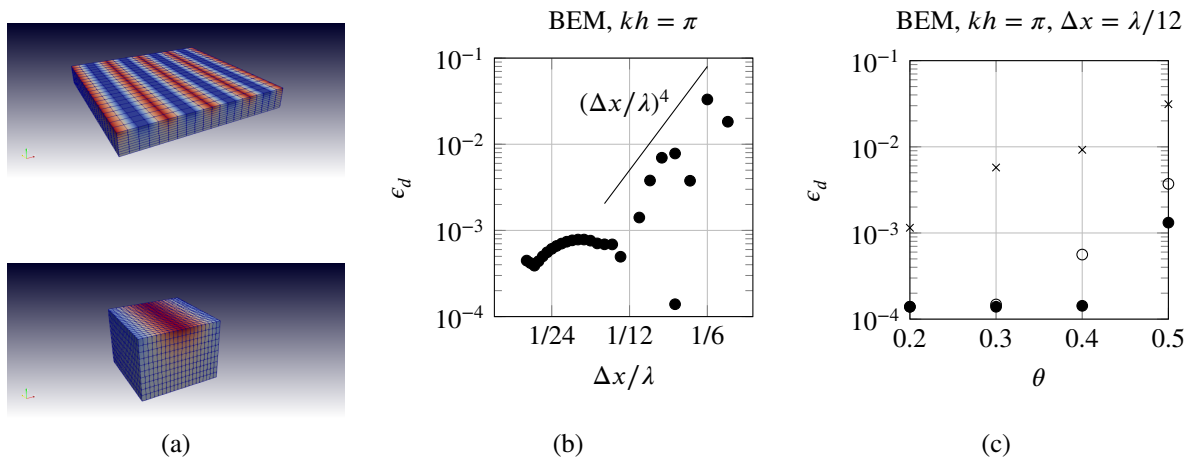 BEM, kh = π
10⁻¹
(Δx/λ)⁴
10⁻²
ϵ_d
10⁻³
10⁻⁴
1/24 1/12 1/6
Δx/λ
BEM, kh = π, Δx = λ/12
10⁻¹
10⁻²
ϵ_d
10⁻³
10⁻⁴
0.2 0.3 0.4 0.5
θ
(a) (b) (c)